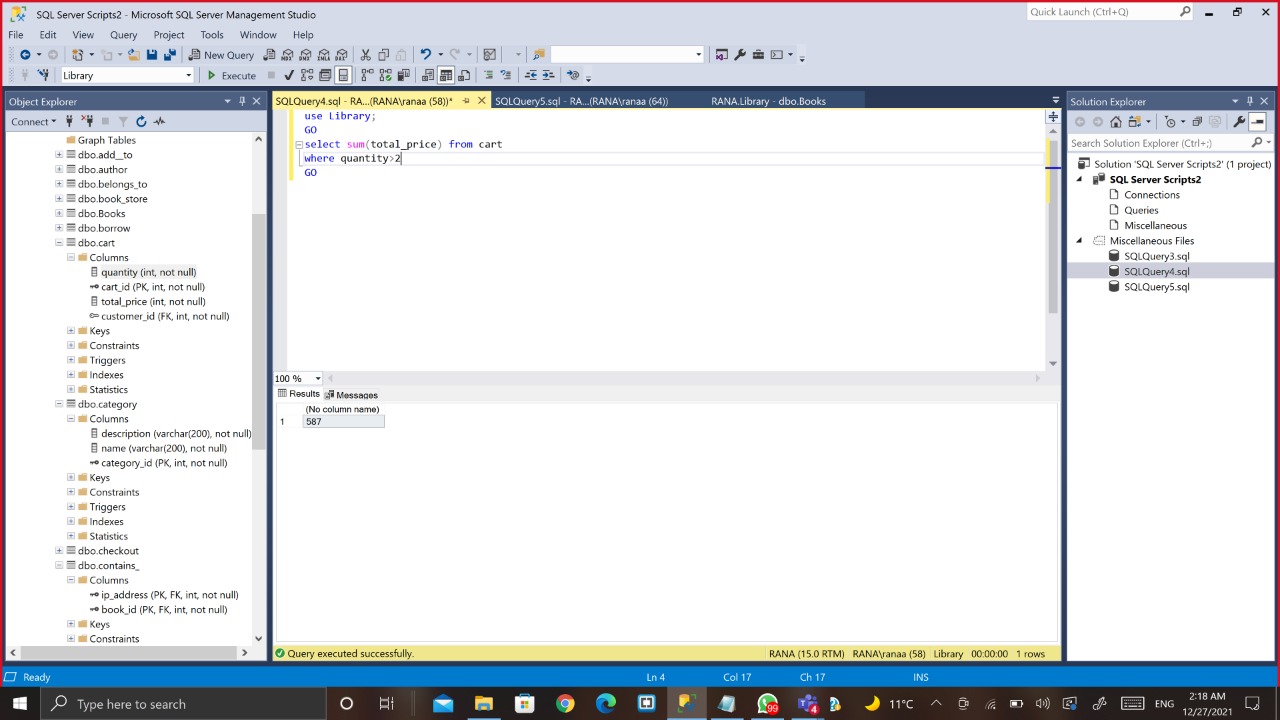 SQL Server Scripts2 - Microsoft SQL Server Management Studio
Quick Launch (Ctrl+Q)
File Edit View Query Project Tools Window Help
New Query
Library
Execute
Object Explorer
Connect
Graph Tables
dbo.add__to
dbo.author
dbo.belongs_to
dbo.book_store
dbo.Books
dbo.borrow
dbo.cart
Columns
quantity (int, not null)
cart_id (PK, int, not null)
total_price (int, not null)
customer_id (FK, int, not null)
Keys
Constraints
Triggers
Indexes
Statistics
dbo.category
Columns
description (varchar(200), not null)
name (varchar(200), not null)
category_id (PK, int, not null)
Keys
Constraints
Triggers
Indexes
Statistics
dbo.checkout
dbo.contains_
Columns
ip_address (PK, FK, int, not null)
book_id (PK, FK, int, not null)
Keys
Constraints
SQLQuery4.sql - RA...(RANA\ranaa (58))*
SQLQuery5.sql - RA...(RANA\ranaa (64))
RANA.Library - dbo.Books
use Library;
GO
select sum(total_price) from cart
where quantity>2
GO
100 %
Results Messages
(No column name)
1 587
Query executed successfully.
RANA (15.0 RTM) RANA\ranaa (58) Library 00:00:00 1 rows
Solution Explorer
Search Solution Explorer (Ctrl+;)
Solution 'SQL Server Scripts2' (1 project)
SQL Server Scripts2
Connections
Queries
Miscellaneous
Miscellaneous Files
SQLQuery3.sql
SQLQuery4.sql
SQLQuery5.sql
Ready
Ln 4 Col 17 Ch 17 INS
Type here to search
99
4
11°C
ENG
2:18 AM
12/27/2021